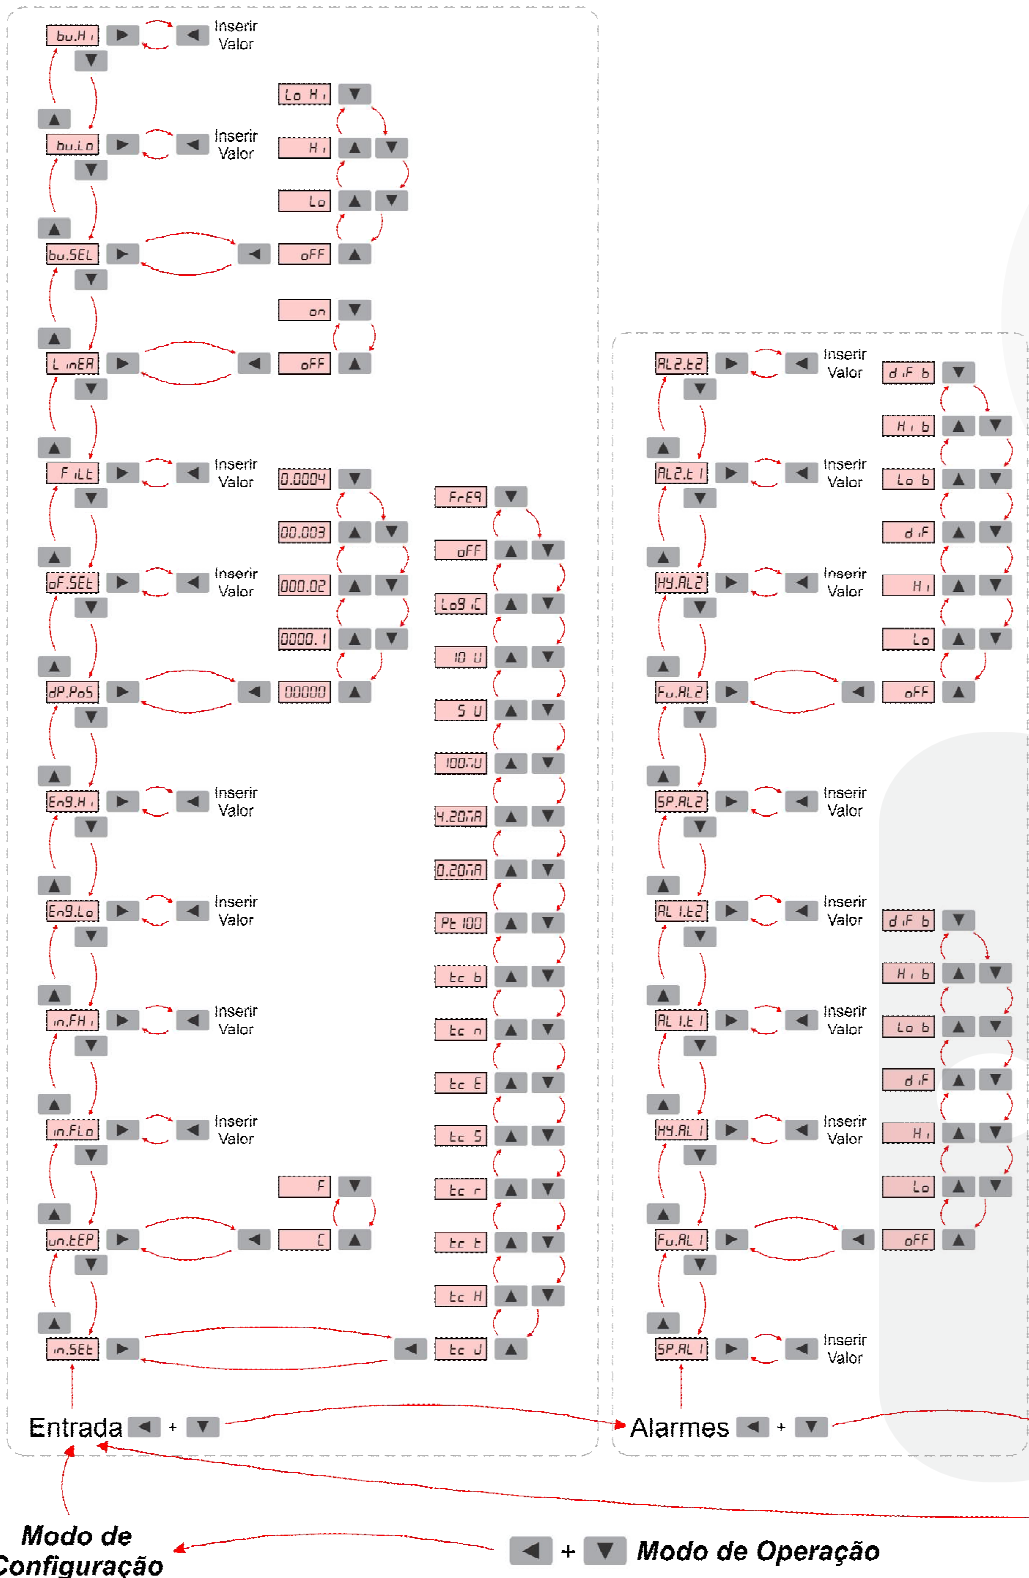 bu.Hi
Inserir
Valor
bu.Lo
Inserir
Valor
Lo Hi
Hi
Lo
bu.SEL
oFF
on
LinEA
oFF
FiLt
Inserir
Valor
oF.SEt
Inserir
Valor
0.0004
00.003
000.02
0000.1
dP.PoS
00000
Eng.Hi
Inserir
Valor
Eng.Lo
Inserir
Valor
in.FHi
Inserir
Valor
in.FLo
Inserir
Valor
F
un.tEP
C
in.SEt
FrEq
oFF
LogiC
10 U
5 U
100mU
4.20mA
0.20mA
Pt100
tc b
tc n
tc E
tc S
tc r
tc t
tc H
tc J
Entrada + 
AL2.t2
Inserir
Valor
AL2.t1
Inserir
Valor
HY.AL2
Inserir
Valor
diF b
Hi b
Lo b
diF
Hi
Lo
Fu.AL2
oFF
SP.AL2
Inserir
Valor
AL1.t2
Inserir
Valor
AL1.t1
Inserir
Valor
HY.AL1
Inserir
Valor
diF b
Hi b
Lo b
diF
Hi
Lo
Fu.AL1
oFF
SP.AL1
Inserir
Valor
Alarmes +
Modo de
Configuração
+ Modo de Operação